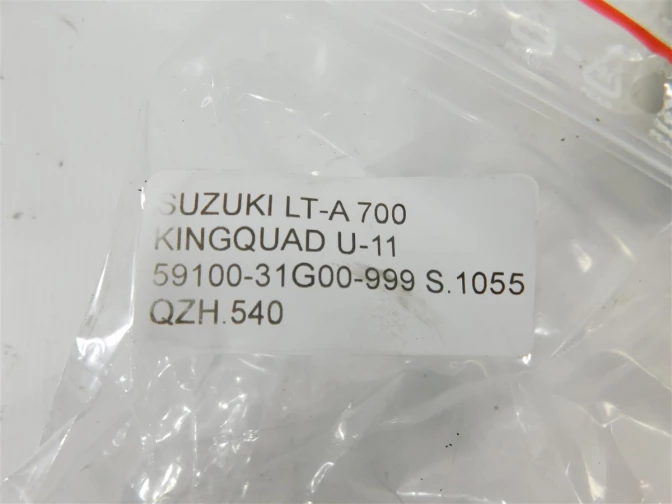 SUZUKI LT-A 700
KINGQUAD U-11
59100-31G00-999 S.1055
QZH.540